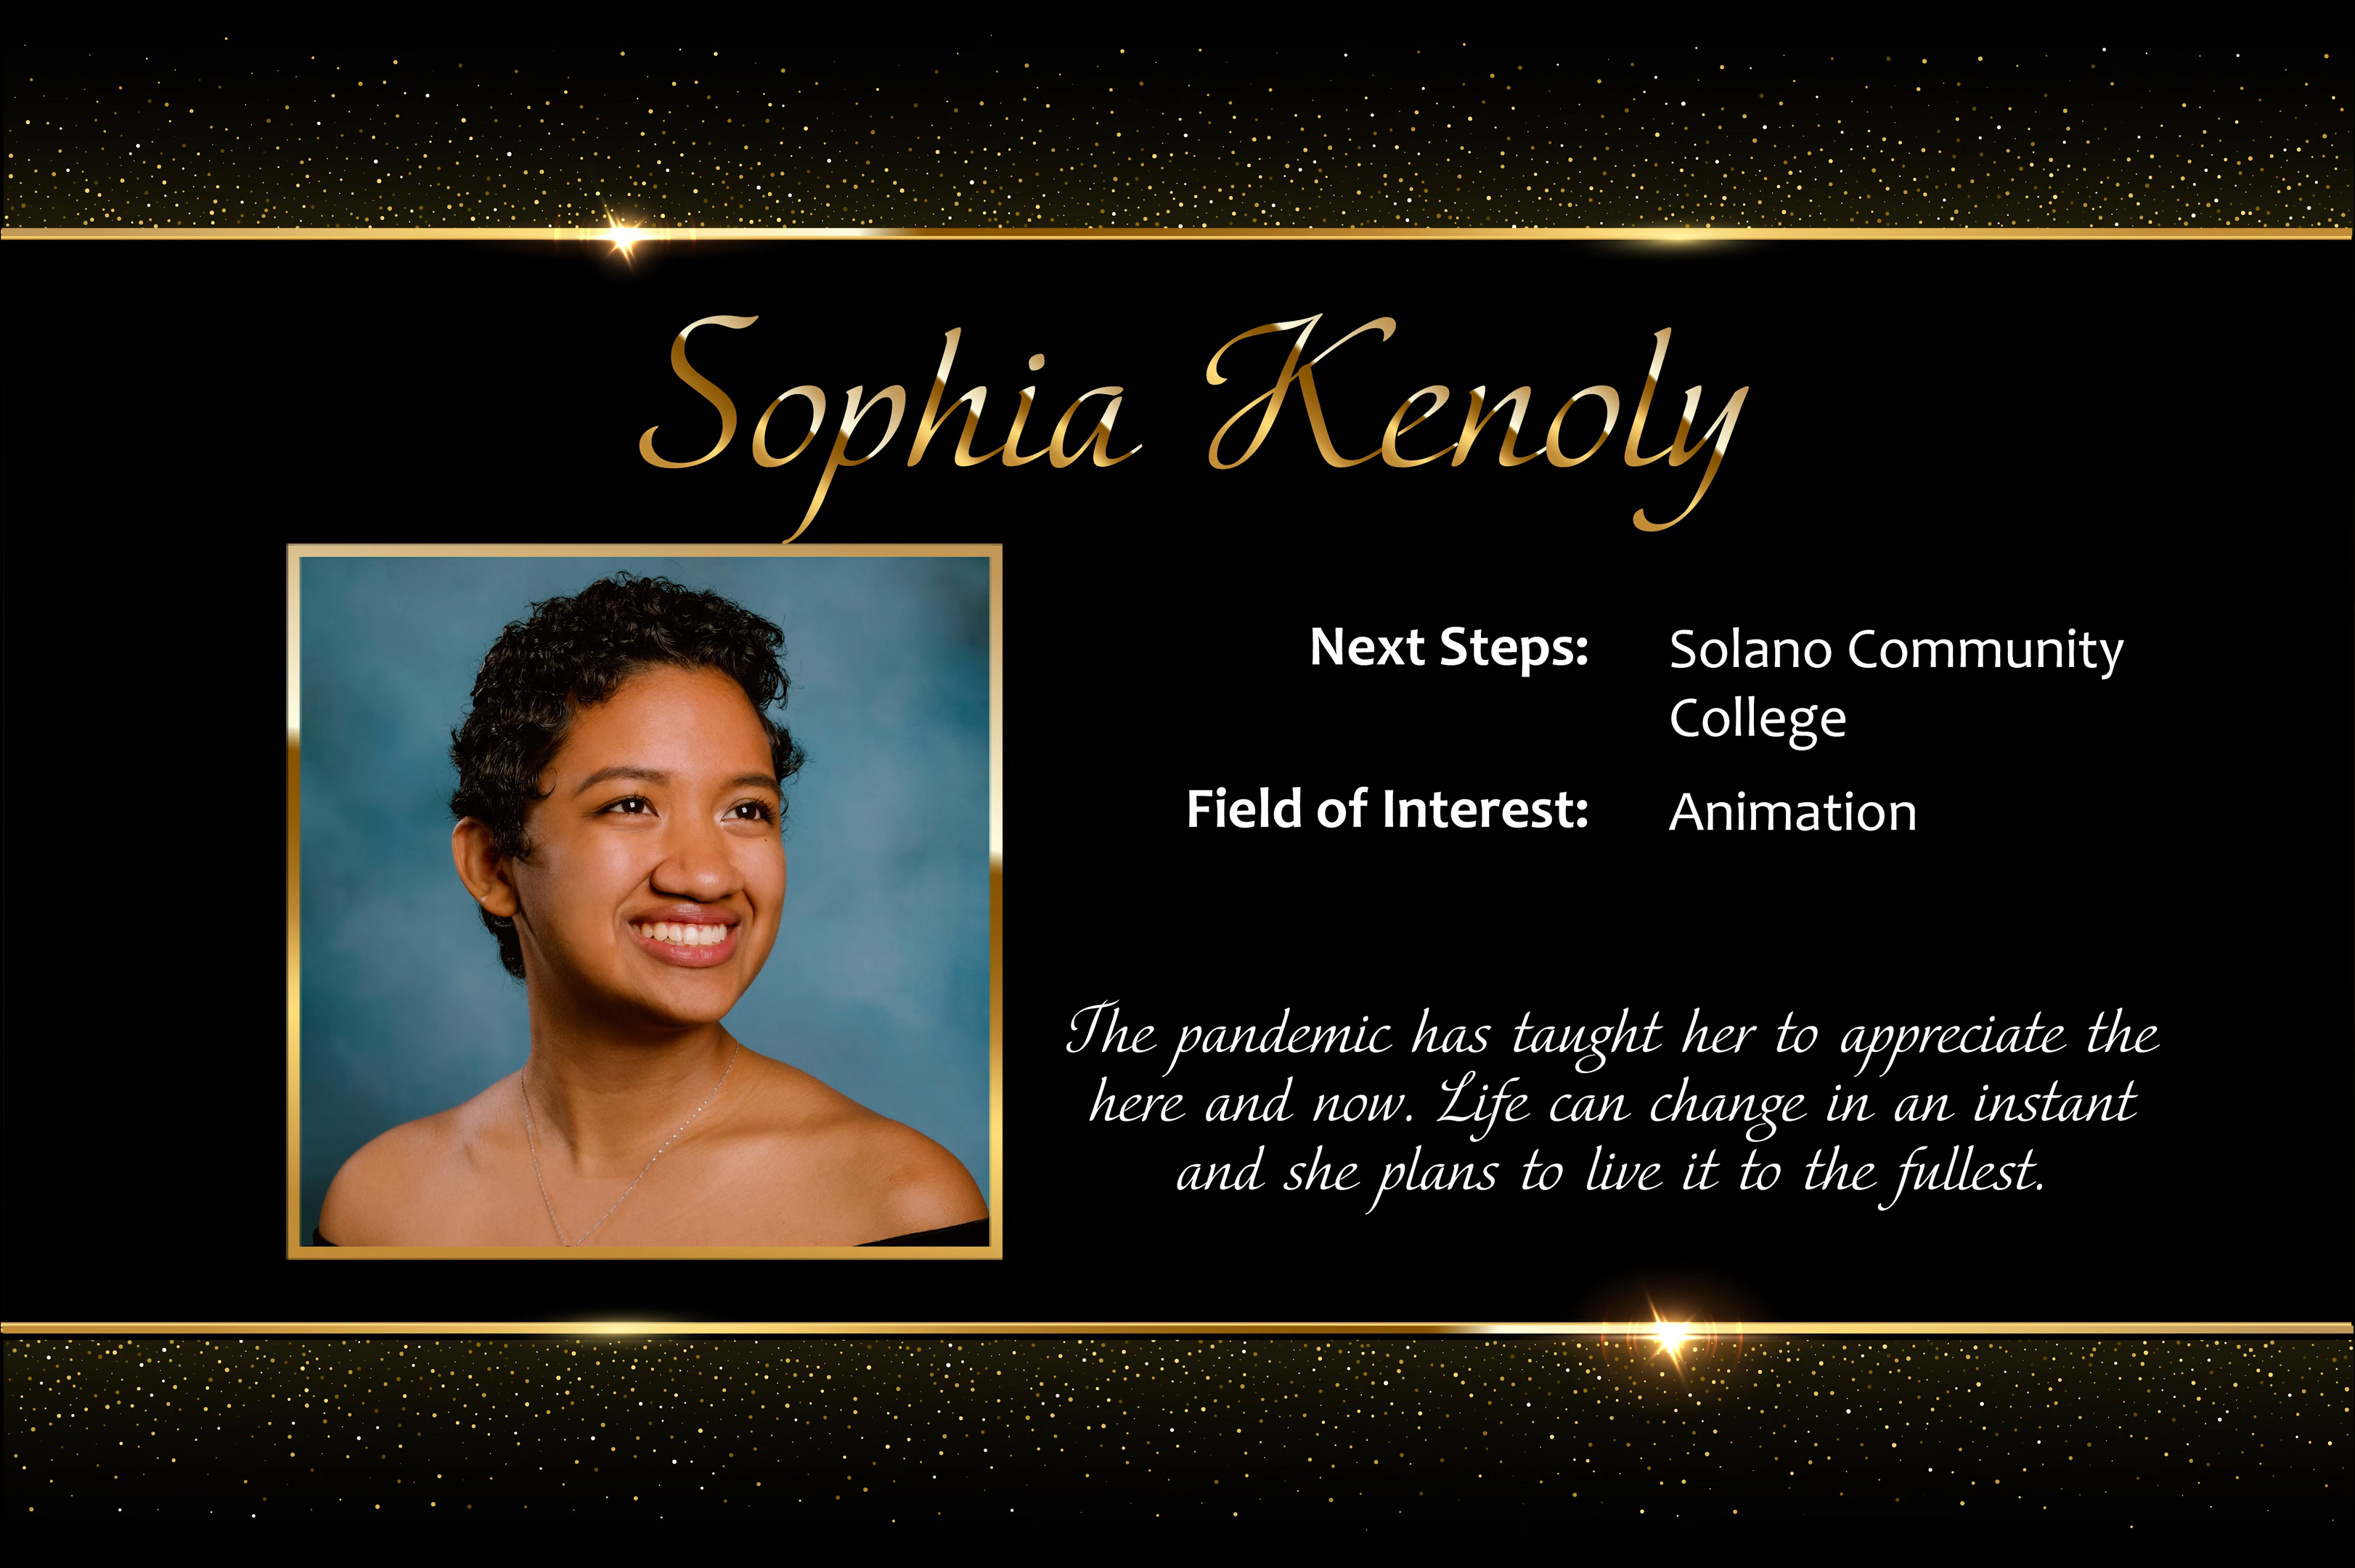 Sophia Kenoly
Next Steps: Solano Community
College
Field of Interest: Animation
The pandemic has taught her to appreciate the
here and now. Life can change in an instant
and she plans to live it to the fullest.